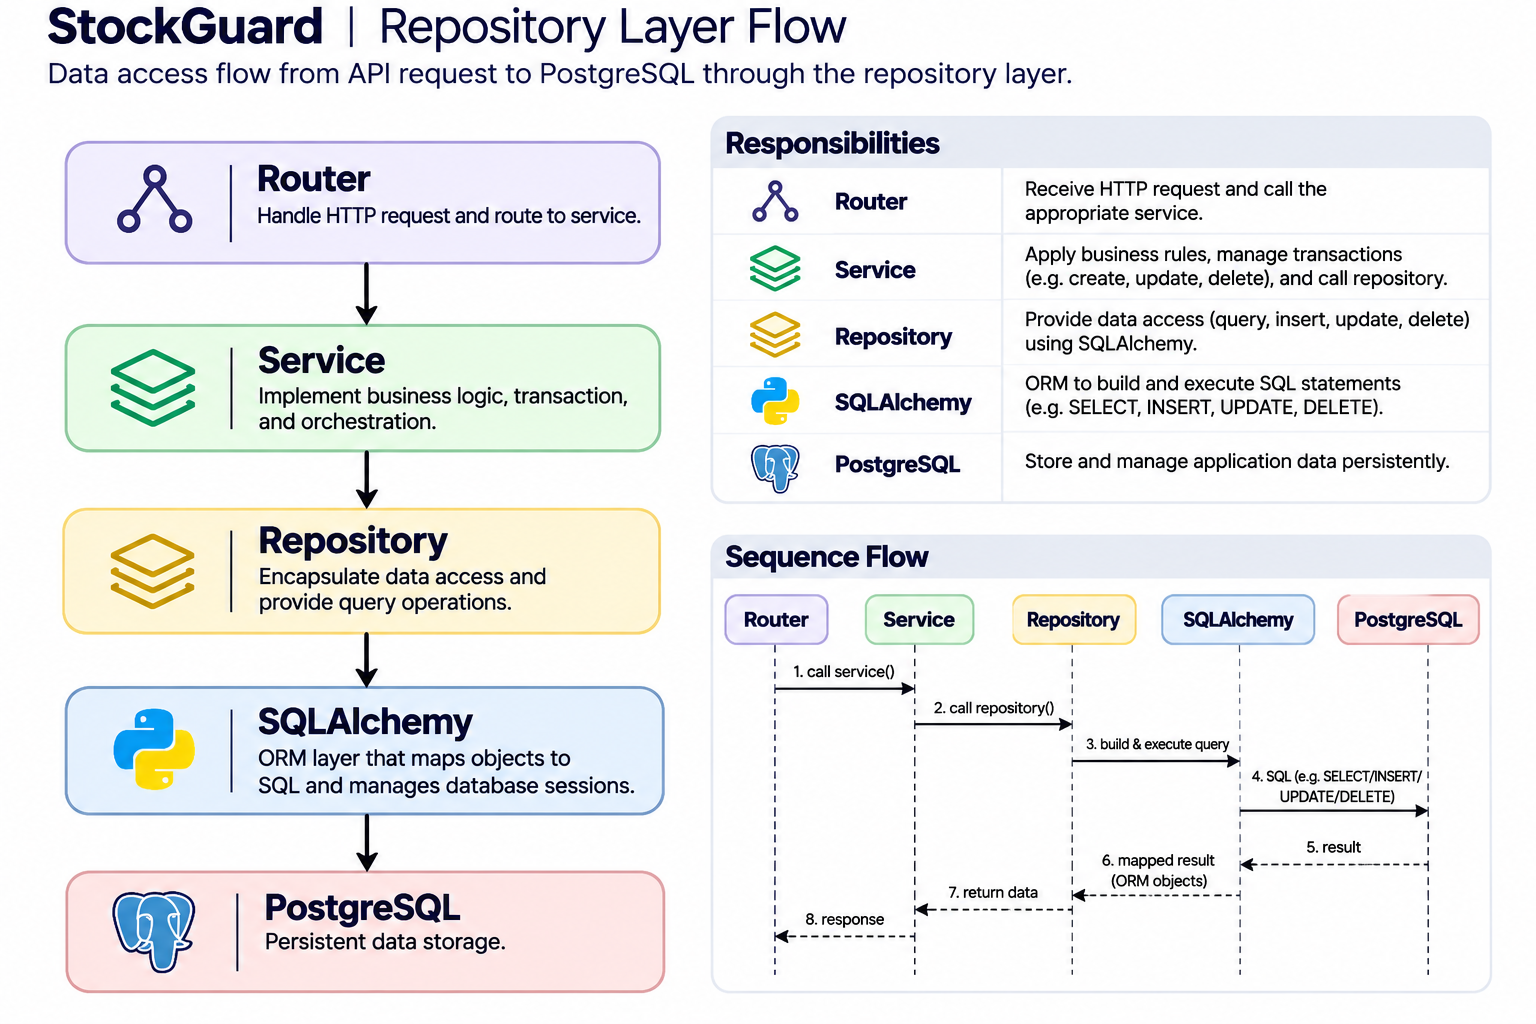 StockGuard | Repository Layer Flow
Data access flow from API request to PostgreSQL through the repository layer.
Router
Handle HTTP request and route to service.
Service
Implement business logic, transaction,
and orchestration.
Repository
Encapsulate data access and
provide query operations.
SQLAlchemy
ORM layer that maps objects to
SQL and manages database sessions.
PostgreSQL
Persistent data storage.
Responsibilities
Router
Receive HTTP request and call the
appropriate service.
Service
Apply business rules, manage transactions
(e.g. create, update, delete), and call repository.
Repository
Provide data access (query, insert, update, delete)
using SQLAlchemy.
SQLAlchemy
ORM to build and execute SQL statements
(e.g. SELECT, INSERT, UPDATE, DELETE).
PostgreSQL
Store and manage application data persistently.
Sequence Flow
Router
Service
Repository
SQLAlchemy
PostgreSQL
1. call service()
2. call repository()
3. build & execute query
4. SQL (e.g. SELECT/INSERT/
UPDATE/DELETE)
5. result
6. mapped result
(ORM objects)
7. return data
8. response